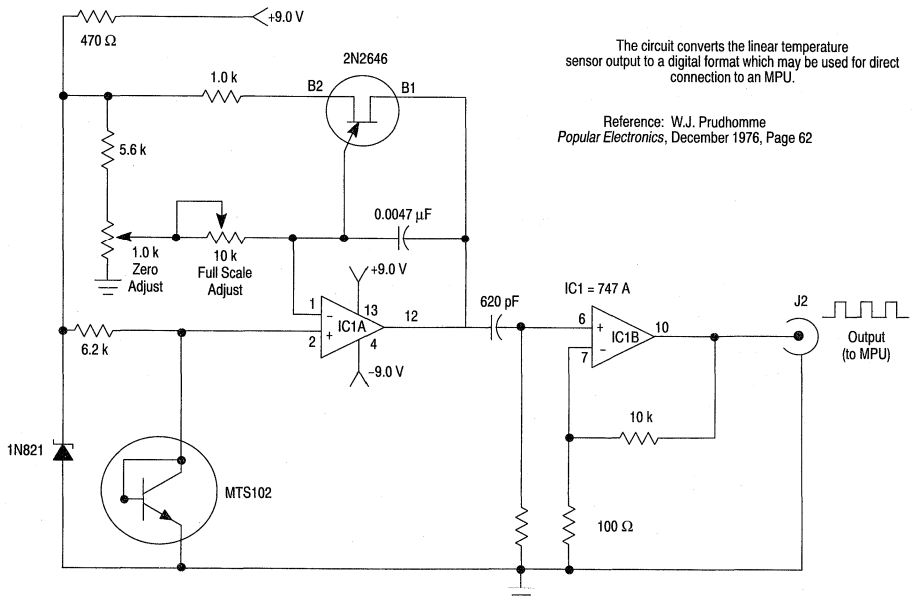 +9.0 V
470 Ω
The circuit converts the linear temperature
sensor output to a digital format which may be used for direct
connection to an MPU.
Reference: W.J. Prudhomme
Popular Electronics, December 1976, Page 62
2N2646
1.0 k
B2
B1
5.6 k
0.0047 µF
1.0 k
Zero
Adjust
10 k
Full Scale
Adjust
+9.0 V
13
1
−
IC1A
12
2
+
4
−9.0 V
6.2 k
620 pF
IC1 = 747 A
6
+
IC1B
10
7
−
J2
Output
(to MPU)
10 k
1N821
MTS102
100 Ω